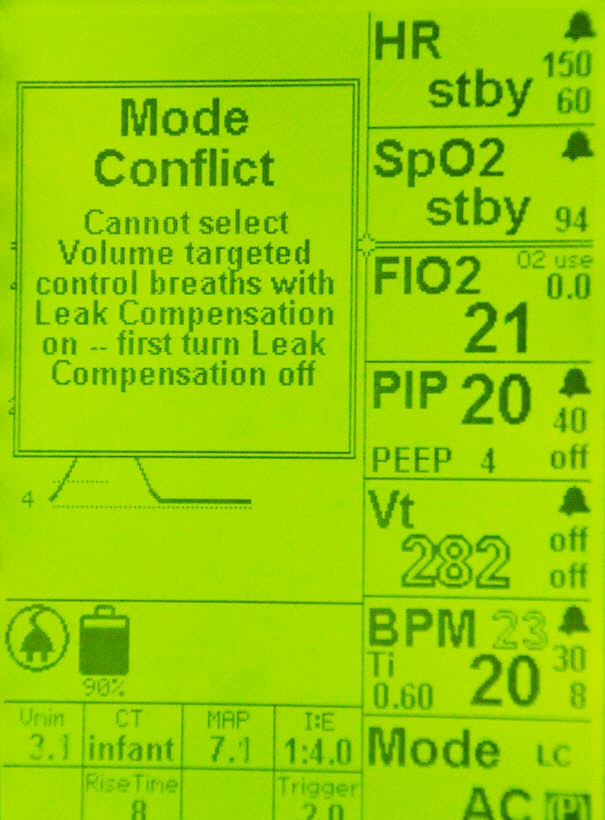 Mode
Conflict
Cannot select
Volume targeted
control breaths with
Leak Compensation
on -- first turn Leak
Compensation off
4
90%
HR
150
stby
60
SpO2
stby
94
FIO2
O2 use
0.0
21
PIP
20
40
PEEP 4
off
Vt
282
off
off
BPM
23
30
Ti
0.60
20
8
Vmin
3.1
CT
infant
MAP
7.1
I:E
1:4.0
RiseTime
8
Trigger
2.0
Mode
LC
AC
(P)